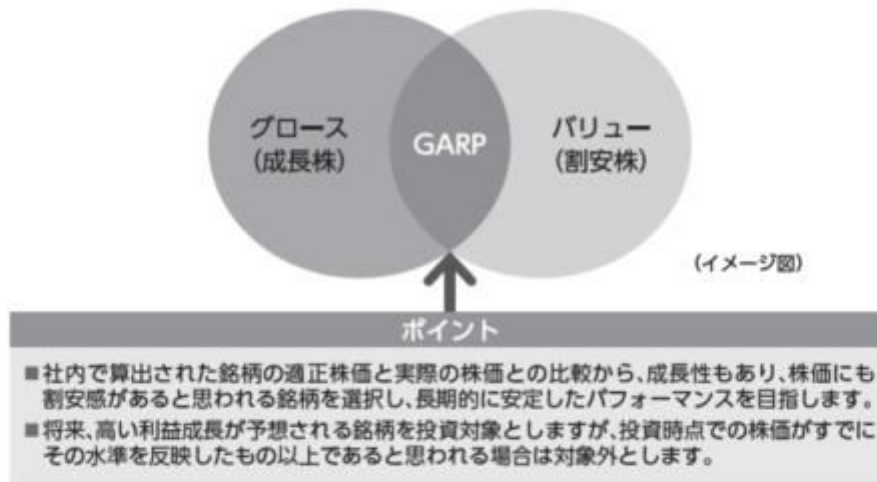 グロース
(成長株)
GARP
バリュー
(割安株)
(イメージ図)
ポイント
■社内で算出された銘柄の適正株価と実際の株価との比較から、成長性もあり、株価にも
割安感があると思われる銘柄を選択し、長期的に安定したパフォーマンスを目指します。
■将来、高い利益成長が予想される銘柄を投資対象としますが、投資時点での株価がすでに
その水準を反映したもの以上であると思われる場合は対象外とします。